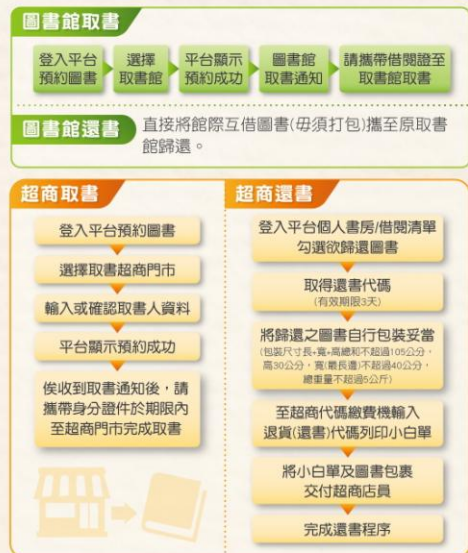 圖書館取書
登入平台
預約圖書
選擇
取書館
平台顯示
預約成功
圖書館
取書通知
請攜帶借閱證至
取書館取書
圖書館還書
直接將館際互借圖書(毋須打包)攜至原取書
館歸還。
超商取書
登入平台預約圖書
選擇取書超商門市
輸入或確認取書人資料
平台顯示預約成功
俟收到取書通知後，請
攜帶身分證件於期限內
至超商門市完成取書
超商還書
登入平台個人書房/借閱清單
勾選欲歸還圖書
取得還書代碼
(有效期限3天)
將歸還之圖書自行包裝妥當
(包裝尺寸長+寬+高總和不超過105公分，
高30公分，寬(最長邊)不超過40公分，
總重量不超過5公斤)
至超商代碼繳費機輸入
退貨(還書)代碼列印小白單
將小白單及圖書包裹
交付超商店員
完成還書程序